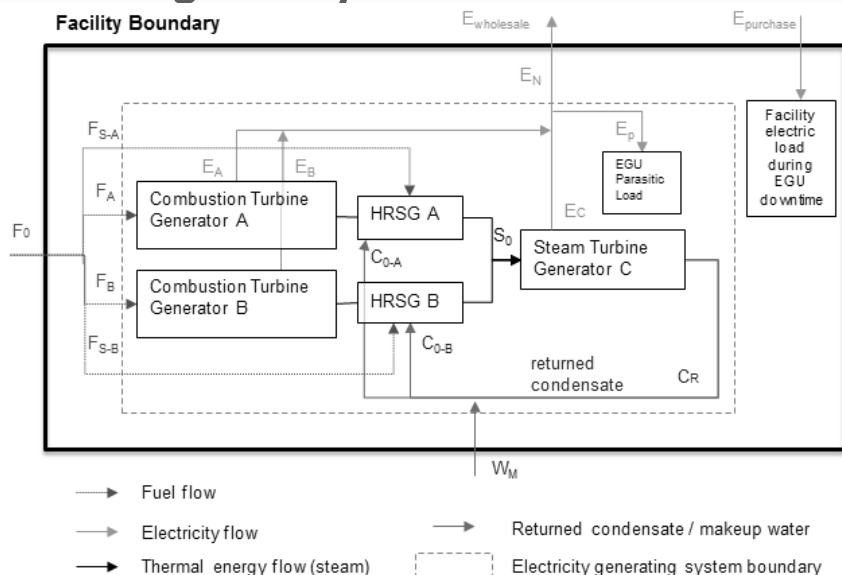 Facility Boundary
E_wholesale
E_purchase
E_N
F_S-A
E_A
E_B
E_p
Facility
electric
load
during
EGU
downtime
EGU
Parasitic
Load
F_A
Combustion Turbine
Generator A
HRSG A
E_C
F_0
C_0-A
S_0
Steam Turbine
Generator C
F_B
Combustion Turbine
Generator B
HRSG B
F_S-B
C_0-B
returned
condensate
C_R
W_M
Fuel flow
Electricity flow
Returned condensate / makeup water
Thermal energy flow (steam)
Electricity generating system boundary